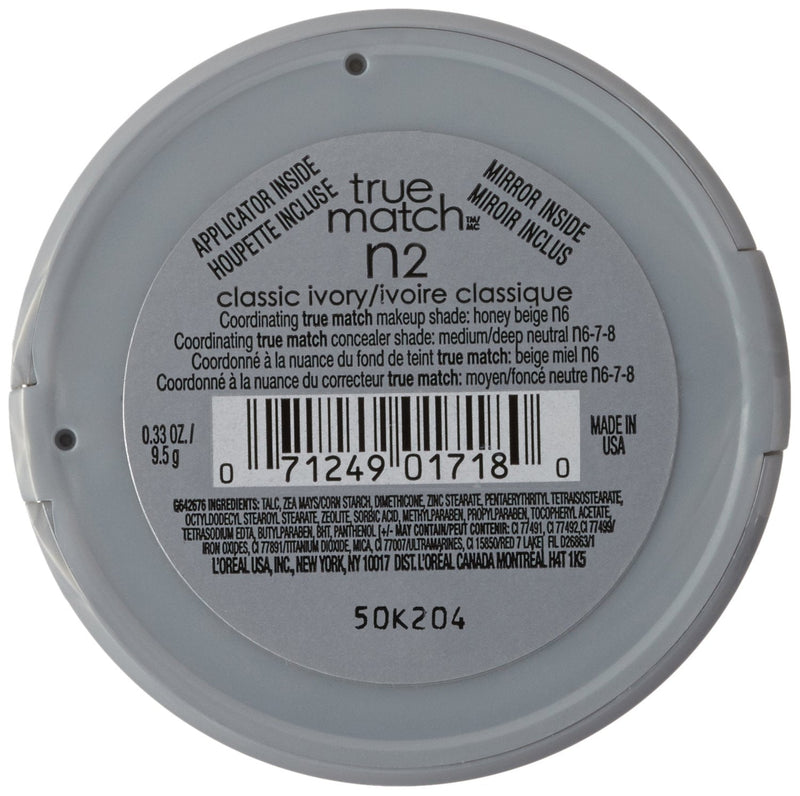 APPLICATOR INSIDE
HOUPETTE INCLUSE
true
match TM/MC
MIRROR INSIDE
MIROIR INCLUS
n2
classic ivory/ivoire classique
Coordinating true match makeup shade: honey beige n6
Coordinating true match concealer shade: medium/deep neutral n6-7-8
Coordonné à la nuance du fond de teint true match: beige miel n6
Coordonné à la nuance du correcteur true match: moyen/foncé neutre n6-7-8
0.33 OZ./
9.5 g
0 71249 01718 0
MADE IN
USA
G642676 INGREDIENTS: TALC, ZEA MAYS/CORN STARCH, DIMETHICONE, ZINC STEARATE, PENTAERYTHRITYL TETRAISOSTEARATE,
OCTYLDODECYL STEAROYL STEARATE, ZEOLITE, SORBIC ACID, METHYLPARABEN, PROPYLPARABEN, TOCOPHERYL ACETATE,
TETRASODIUM EDTA, BUTYLPARABEN, BHT, PANTHENOL [+/- MAY CONTAIN/PEUT CONTENIR: CI 77491, CI 77492, CI 77499/
IRON OXIDES, CI 77891/TITANIUM DIOXIDE, MICA, CI 77007/ULTRAMARINES, CI 15850/RED 7 LAKE] FIL D26863/1
L'ORÉAL USA, INC., NEW YORK, NY 10017 DIST. L'ORÉAL CANADA MONTRÉAL H4T 1K5
50K204